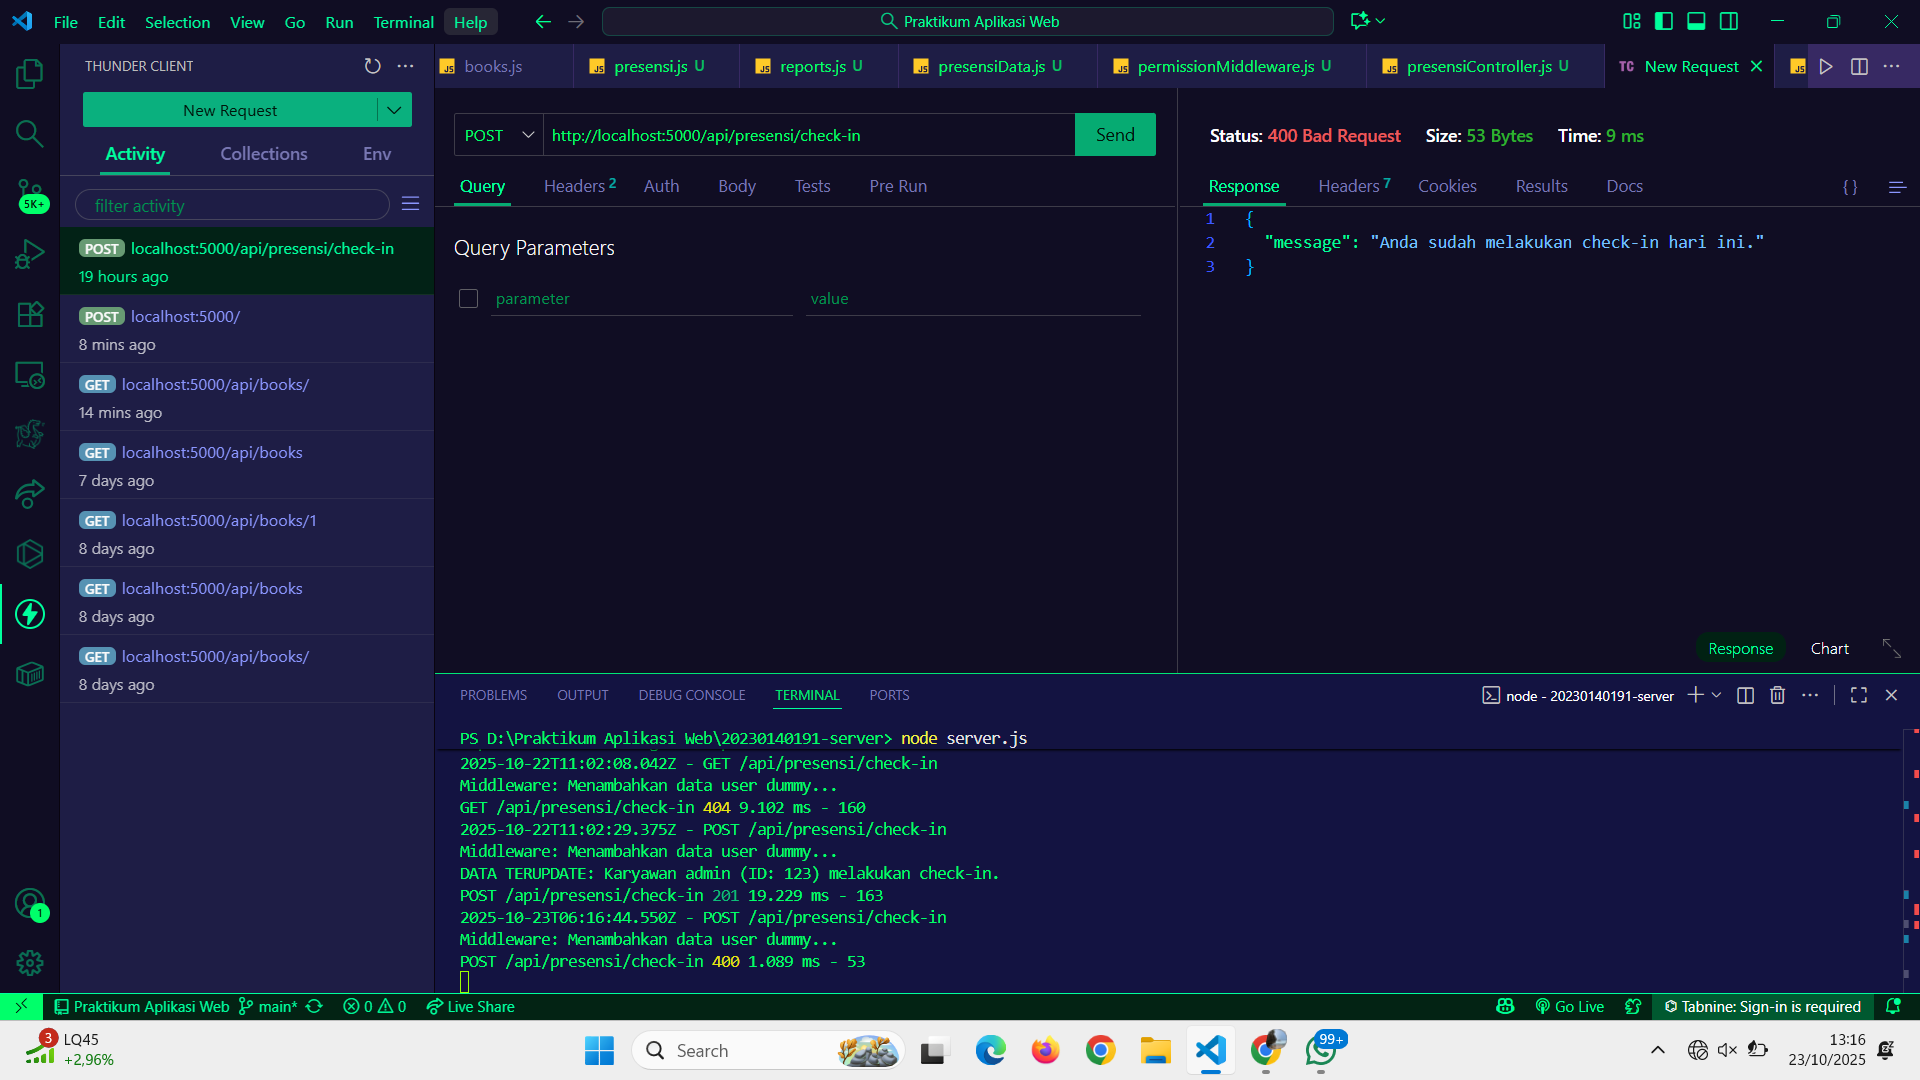 File Edit Selection View Go Run Terminal Help
Praktikum Aplikasi Web
THUNDER CLIENT
books.js
presensi.js U
reports.js U
presensiData.js U
permissionMiddleware.js U
presensiController.js U
TC New Request
JS
New Request
Activity Collections Env
filter activity
POST localhost:5000/api/presensi/check-in
19 hours ago
POST localhost:5000/
8 mins ago
GET localhost:5000/api/books/
14 mins ago
GET localhost:5000/api/books
7 days ago
GET localhost:5000/api/books/1
8 days ago
GET localhost:5000/api/books
8 days ago
GET localhost:5000/api/books/
8 days ago
5K+
1
POST http://localhost:5000/api/presensi/check-in Send
Query Headers 2 Auth Body Tests Pre Run
Query Parameters
parameter value
Status: 400 Bad Request Size: 53 Bytes Time: 9 ms
Response Headers 7 Cookies Results Docs {}
1 {
2 "message": "Anda sudah melakukan check-in hari ini."
3 }
Response Chart
PROBLEMS OUTPUT DEBUG CONSOLE TERMINAL PORTS
node - 20230140191-server
PS D:\Praktikum Aplikasi Web\20230140191-server> node server.js
2025-10-22T11:02:08.042Z - GET /api/presensi/check-in
Middleware: Menambahkan data user dummy...
GET /api/presensi/check-in 404 9.102 ms - 160
2025-10-22T11:02:29.375Z - POST /api/presensi/check-in
Middleware: Menambahkan data user dummy...
DATA TERUPDATE: Karyawan admin (ID: 123) melakukan check-in.
POST /api/presensi/check-in 201 19.229 ms - 163
2025-10-23T06:16:44.550Z - POST /api/presensi/check-in
Middleware: Menambahkan data user dummy...
POST /api/presensi/check-in 400 1.089 ms - 53
Praktikum Aplikasi Web main* 0 0 Live Share
Go Live Tabnine: Sign-in is required
3 LQ45
+2,96%
Search
99+
13:16
23/10/2025